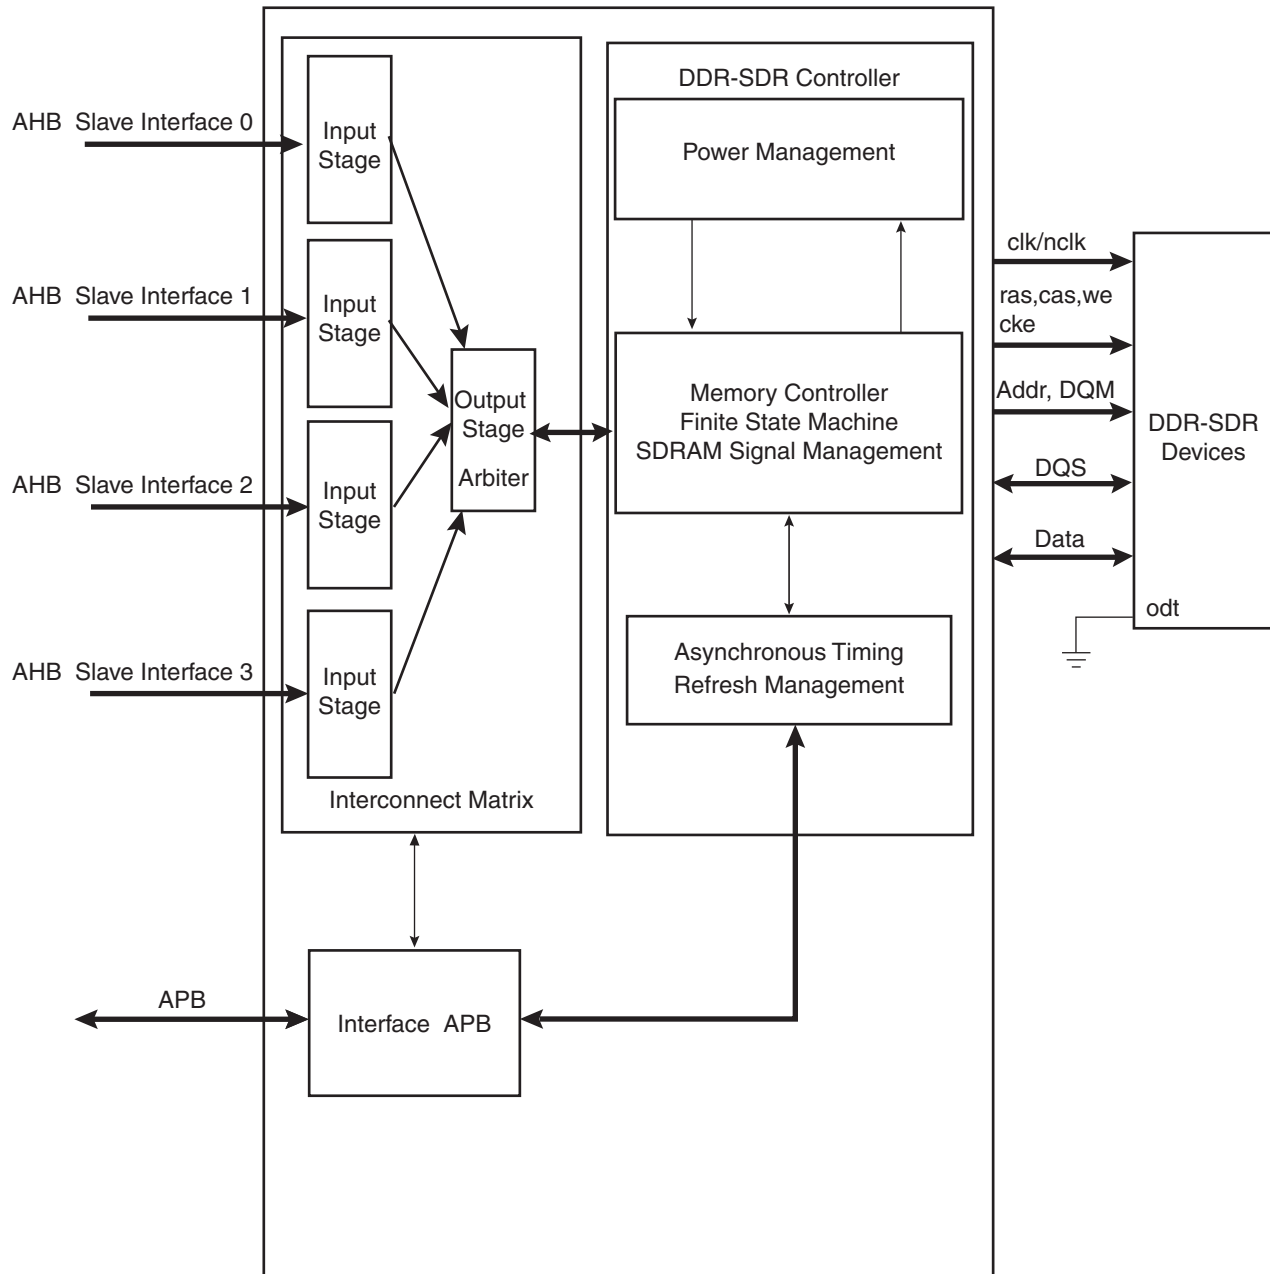 AHB Slave Interface 0
Input
Stage
AHB Slave Interface 1
Input
Stage
AHB Slave Interface 2
Input
Stage
AHB Slave Interface 3
Input
Stage
Output
Stage
Arbiter
Interconnect Matrix
DDR-SDR Controller
Power Management
Memory Controller
Finite State Machine
SDRAM Signal Management
Asynchronous Timing
Refresh Management
clk/nclk
ras,cas,we
cke
Addr, DQM
DQS
Data
DDR-SDR
Devices
odt
APB
Interface APB